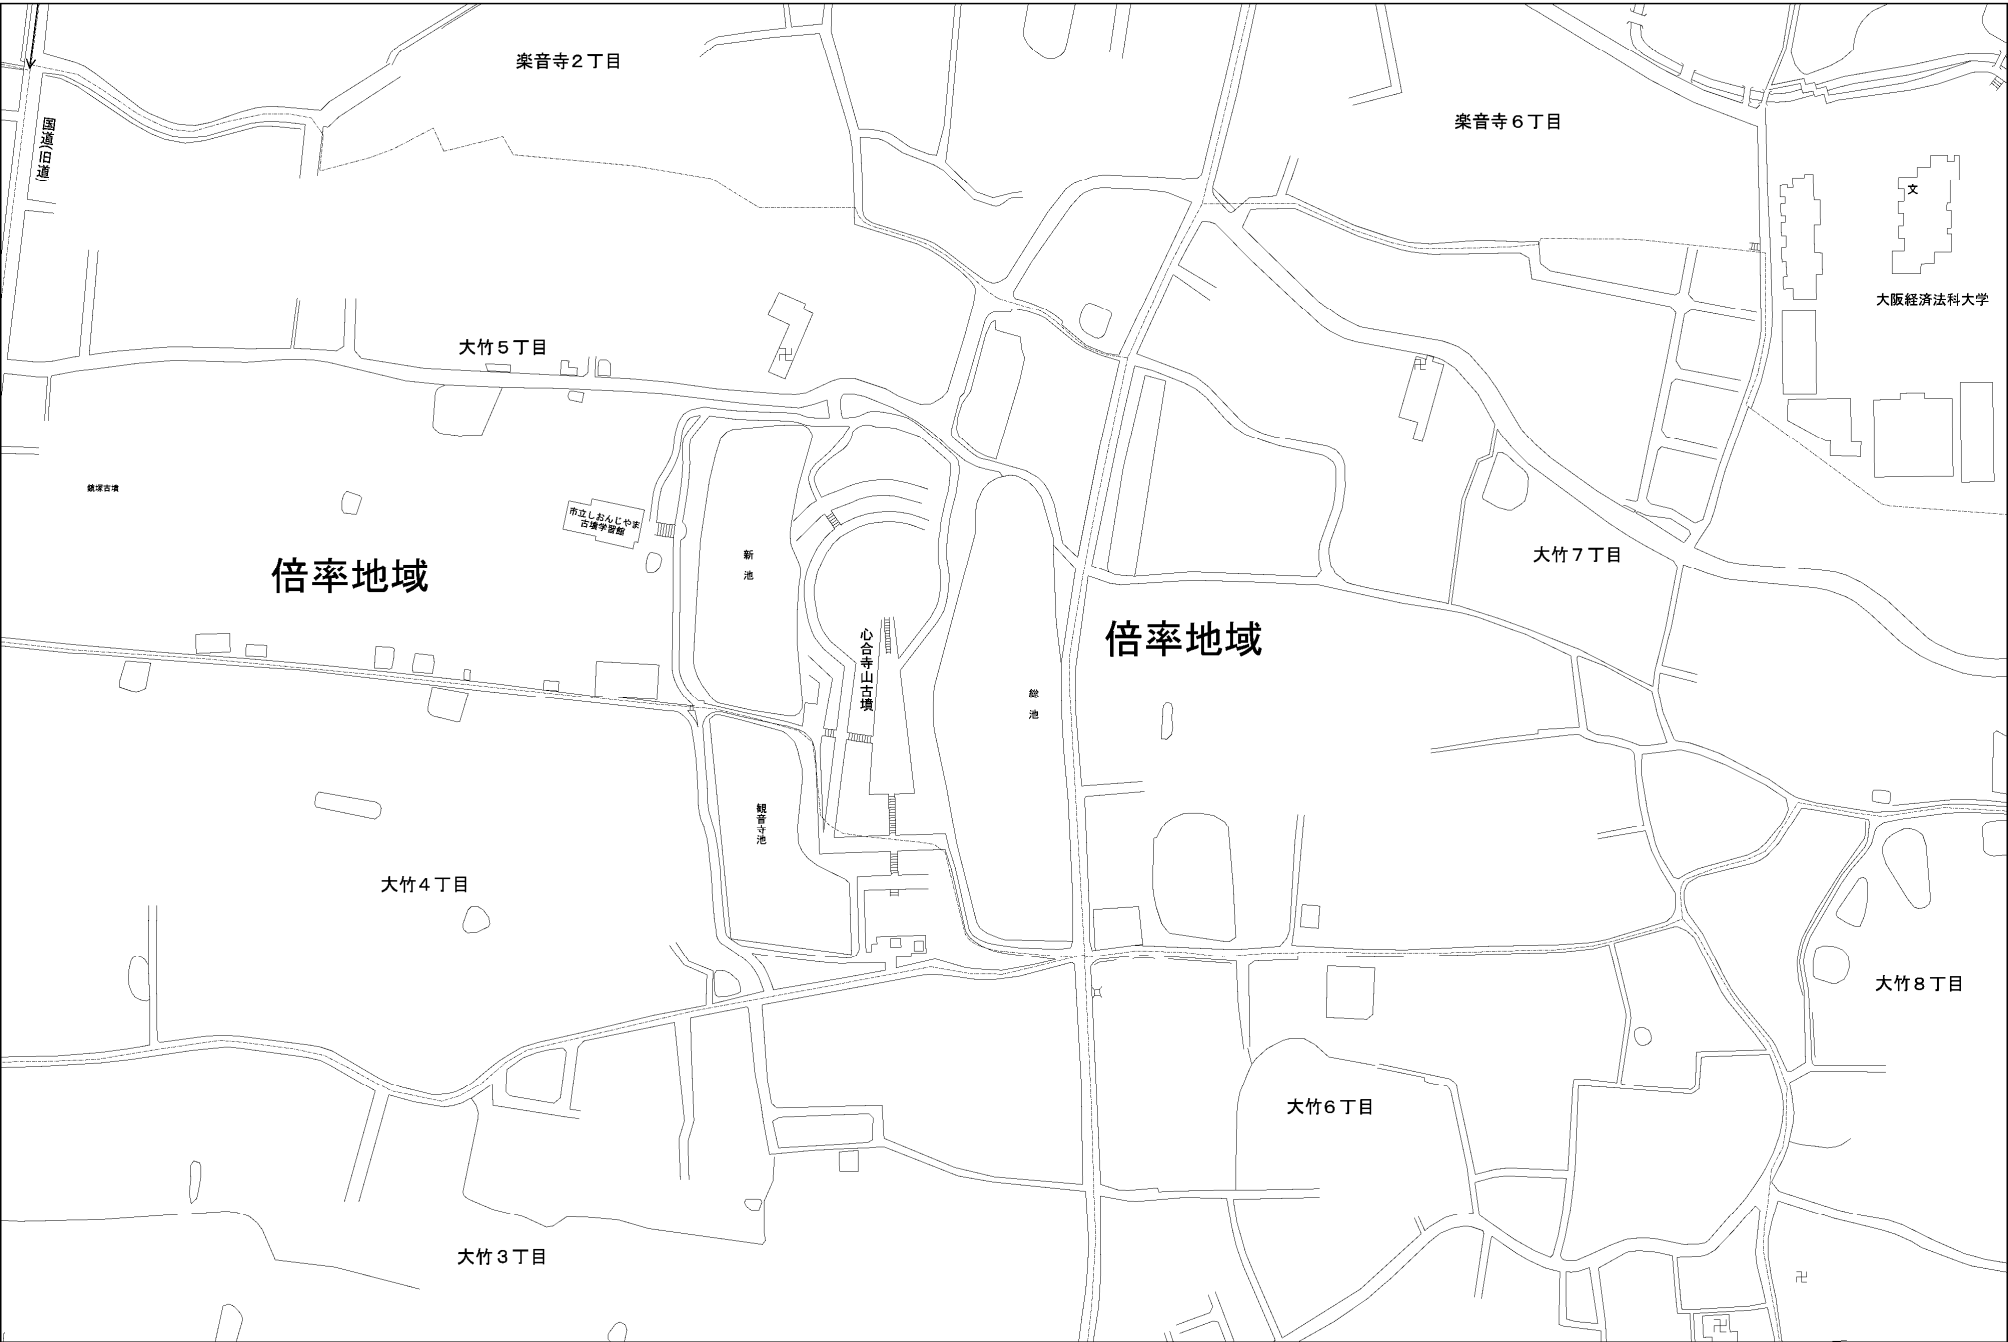 楽音寺２丁目
楽音寺６丁目
国道(旧道)
文
大阪経済法科大学
大竹５丁目
鏡塚古墳
市立しおんじやま
古墳学習館
新池
大竹７丁目
倍率地域
倍率地域
心合寺山古墳
総池
観音寺池
大竹４丁目
大竹８丁目
大竹６丁目
大竹３丁目